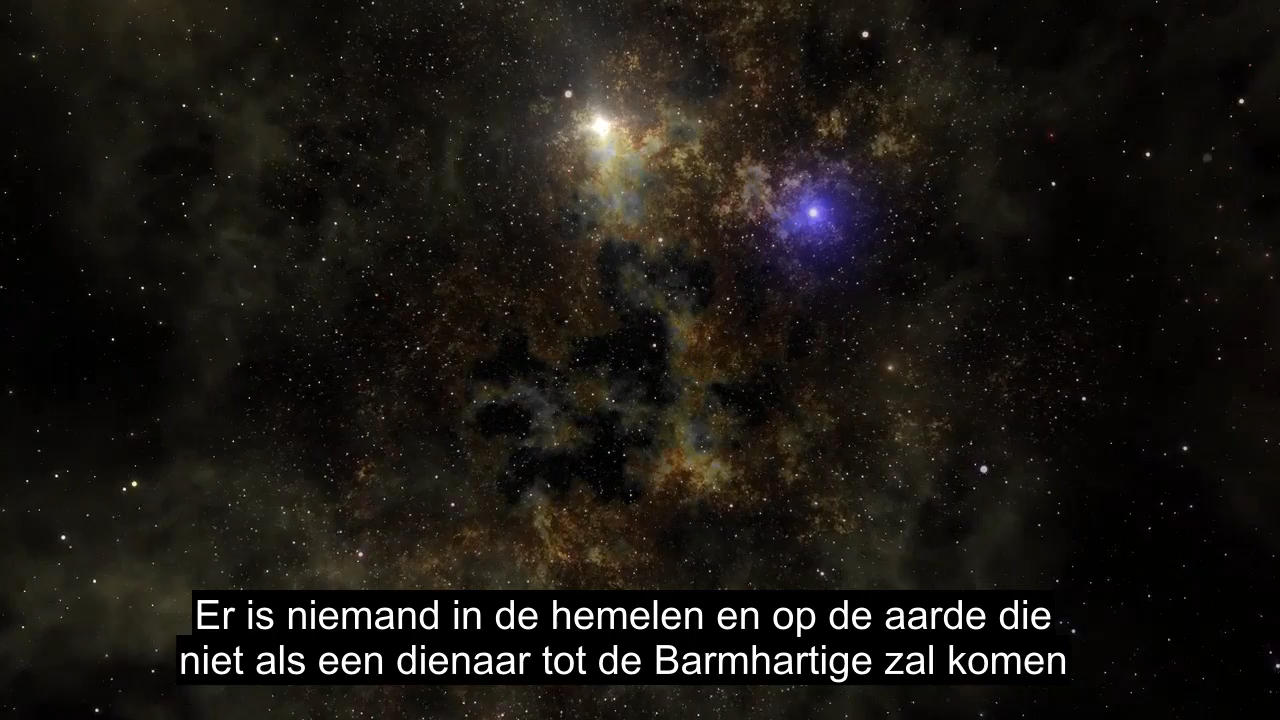 Er is niemand in de hemelen en op de aarde die
niet als een dienaar tot de Barmhartige zal komen